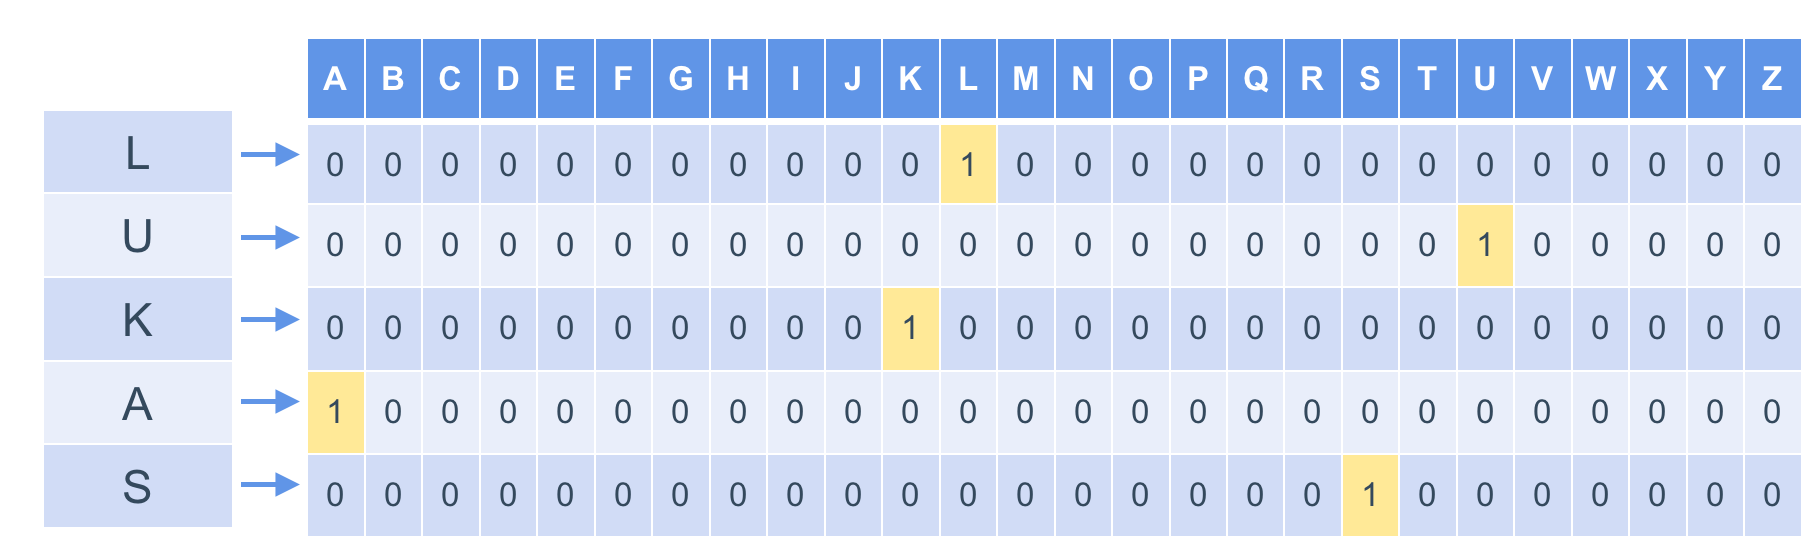 A B C D E F G H I J K L M N O P Q R S T U V W X Y Z
L 0 0 0 0 0 0 0 0 0 0 0 1 0 0 0 0 0 0 0 0 0 0 0 0 0 0
U 0 0 0 0 0 0 0 0 0 0 0 0 0 0 0 0 0 0 0 0 1 0 0 0 0 0
K 0 0 0 0 0 0 0 0 0 0 1 0 0 0 0 0 0 0 0 0 0 0 0 0 0 0
A 1 0 0 0 0 0 0 0 0 0 0 0 0 0 0 0 0 0 0 0 0 0 0 0 0 0
S 0 0 0 0 0 0 0 0 0 0 0 0 0 0 0 0 0 0 1 0 0 0 0 0 0 0